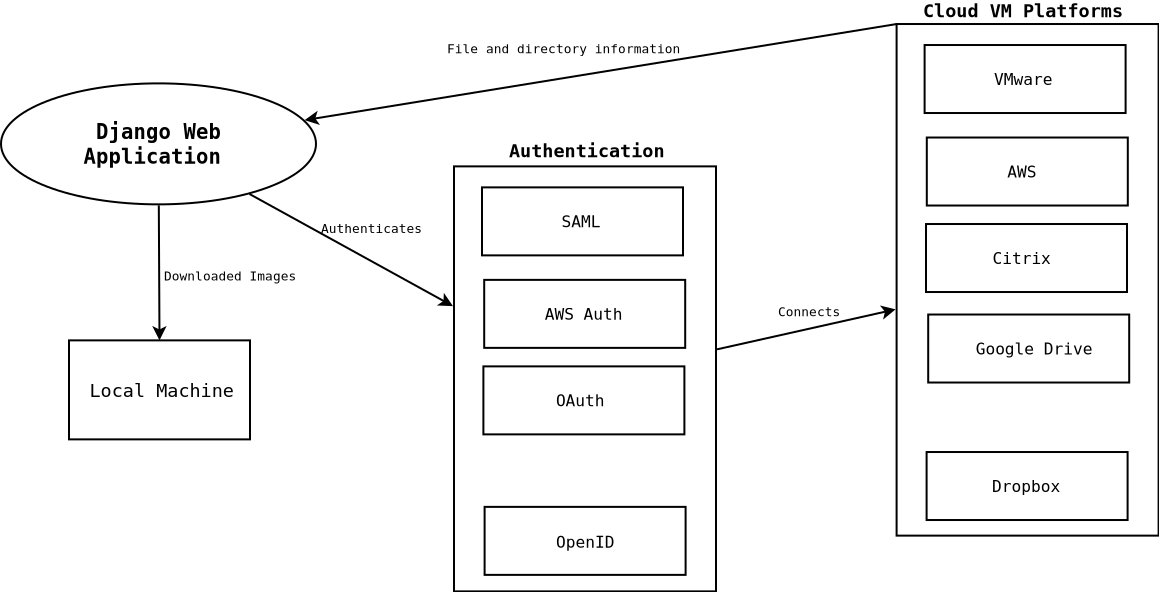 Cloud VM Platforms
File and directory information
VMware
Django Web
Application
Authentication
AWS
SAML
Authenticates
Citrix
Downloaded Images
AWS Auth
Connects
Google Drive
Local Machine
OAuth
Dropbox
OpenID